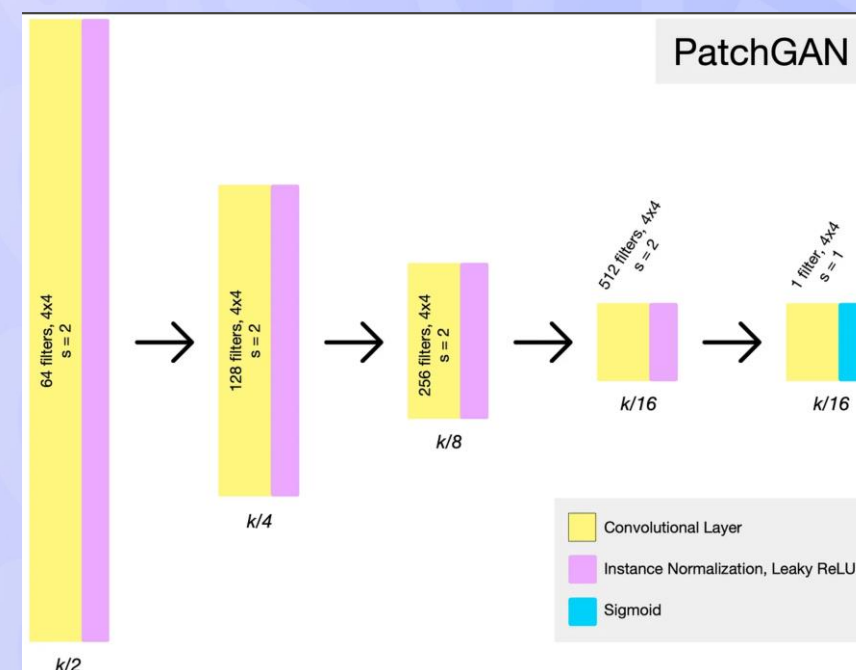 PatchGAN
64 filters, 4x4
s = 2
k/2
128 filters, 4x4
s = 2
k/4
256 filters, 4x4
s = 2
k/8
512 filters, 4x4
s = 2
k/16
1 filter, 4x4
s = 1
k/16
Convolutional Layer
Instance Normalization, Leaky ReLU
Sigmoid